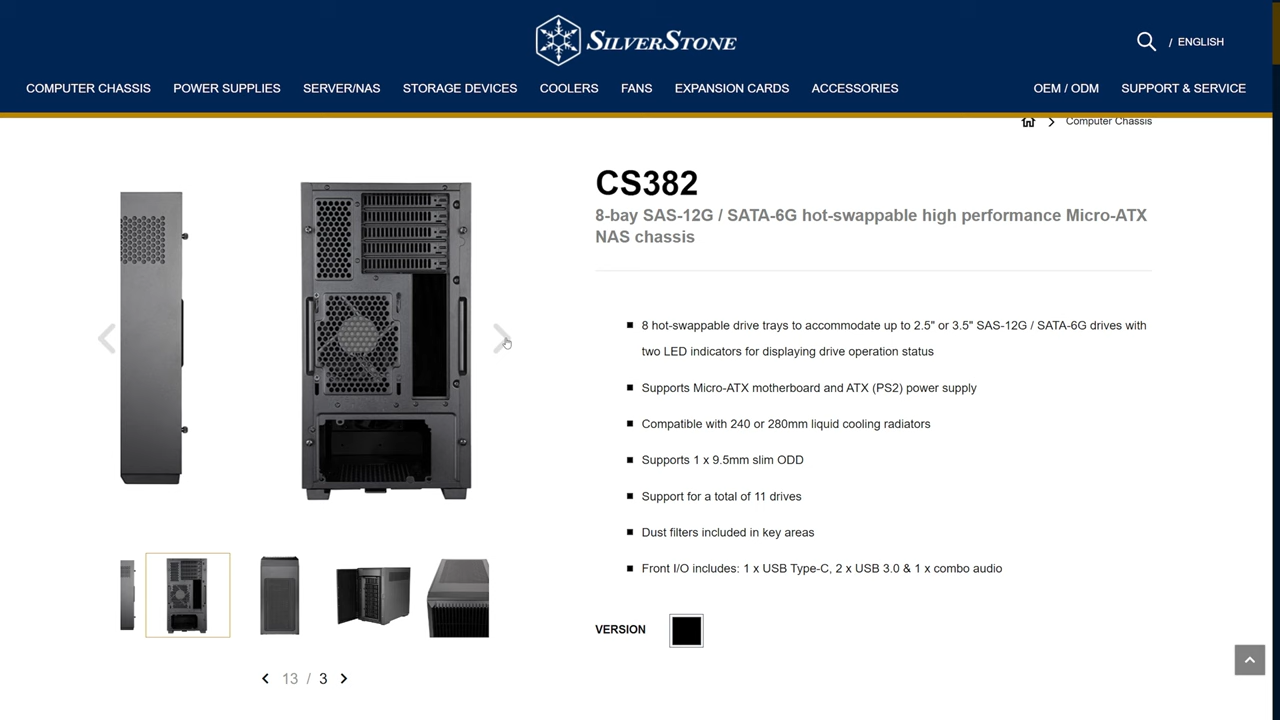 SILVERSTONE
/ ENGLISH
COMPUTER CHASSIS POWER SUPPLIES SERVER/NAS STORAGE DEVICES COOLERS FANS EXPANSION CARDS ACCESSORIES OEM / ODM SUPPORT & SERVICE
Computer Chassis
CS382
8-bay SAS-12G / SATA-6G hot-swappable high performance Micro-ATX
NAS chassis
8 hot-swappable drive trays to accommodate up to 2.5" or 3.5" SAS-12G / SATA-6G drives with
two LED indicators for displaying drive operation status
Supports Micro-ATX motherboard and ATX (PS2) power supply
Compatible with 240 or 280mm liquid cooling radiators
Supports 1 x 9.5mm slim ODD
Support for a total of 11 drives
Dust filters included in key areas
Front I/O includes: 1 x USB Type-C, 2 x USB 3.0 & 1 x combo audio
VERSION
13 / 3